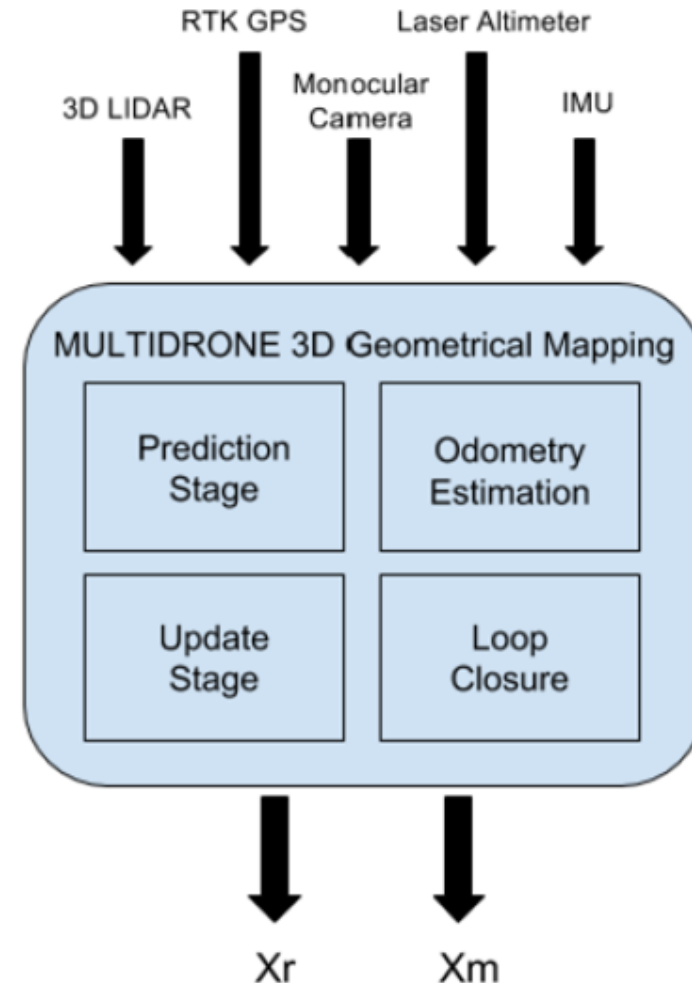 RTK GPS
Laser Altimeter
Monocular
Camera
3D LIDAR
IMU
MULTIDRONE 3D Geometrical Mapping
Prediction
Stage
Odometry
Estimation
Update
Stage
Loop
Closure
Xr
Xm